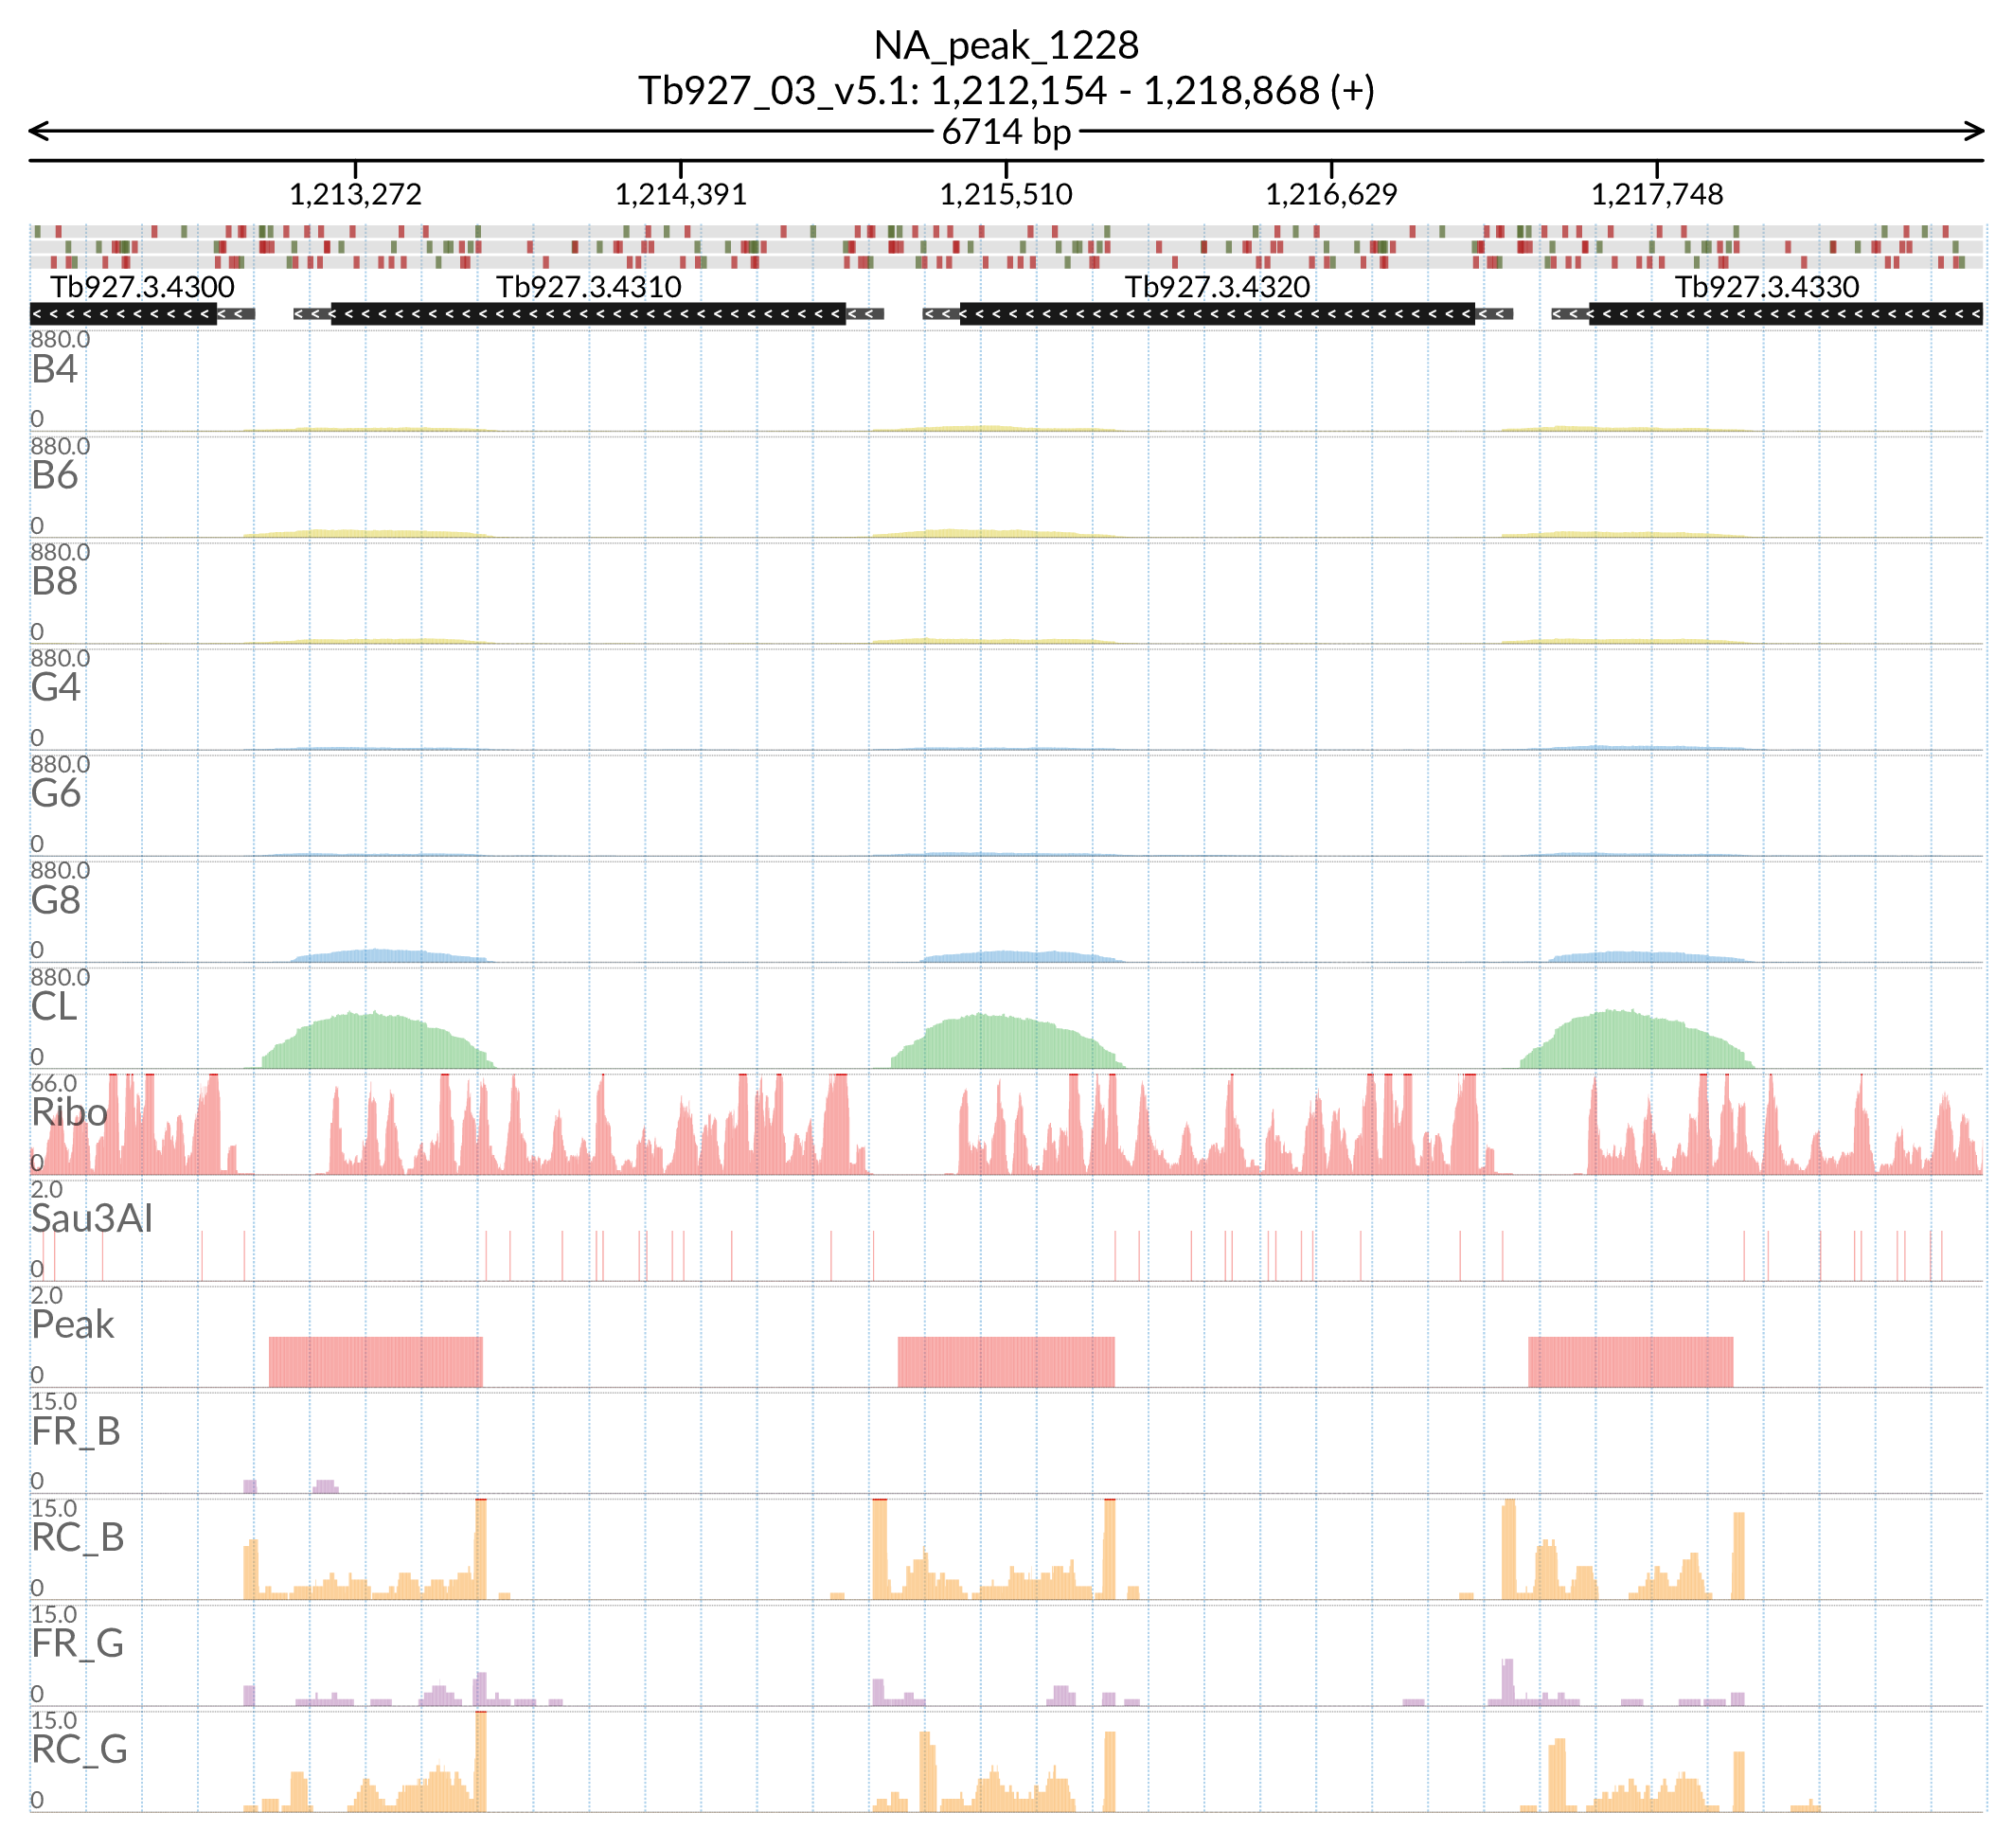 NA_peak_1228
Tb927_03_v5.1: 1,212,154 - 1,218,868 (+)
6714 bp
1,213,272 1,214,391 1,215,510 1,216,629 1,217,748
Tb927.3.4300 Tb927.3.4310 Tb927.3.4320 Tb927.3.4330
880.0
B4
0
880.0
B6
0
880.0
B8
0
880.0
G4
0
880.0
G6
0
880.0
G8
0
880.0
CL
0
66.0
Ribo
0
2.0
Sau3AI
0
2.0
Peak
0
15.0
FR_B
0
15.0
RC_B
0
15.0
FR_G
0
15.0
RC_G
0